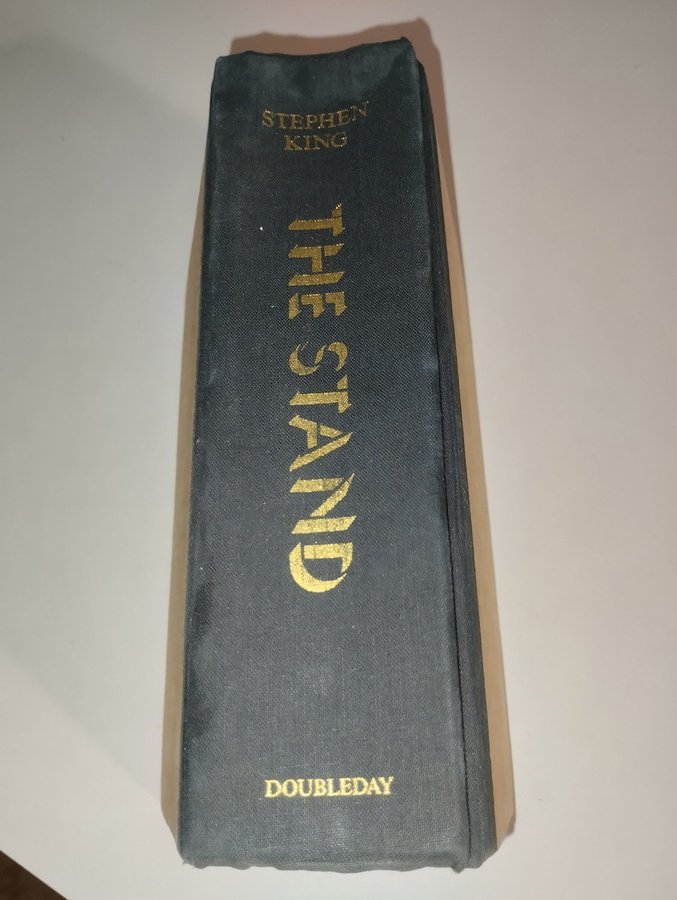 STEPHEN
KING
THE STAND
DOUBLEDAY